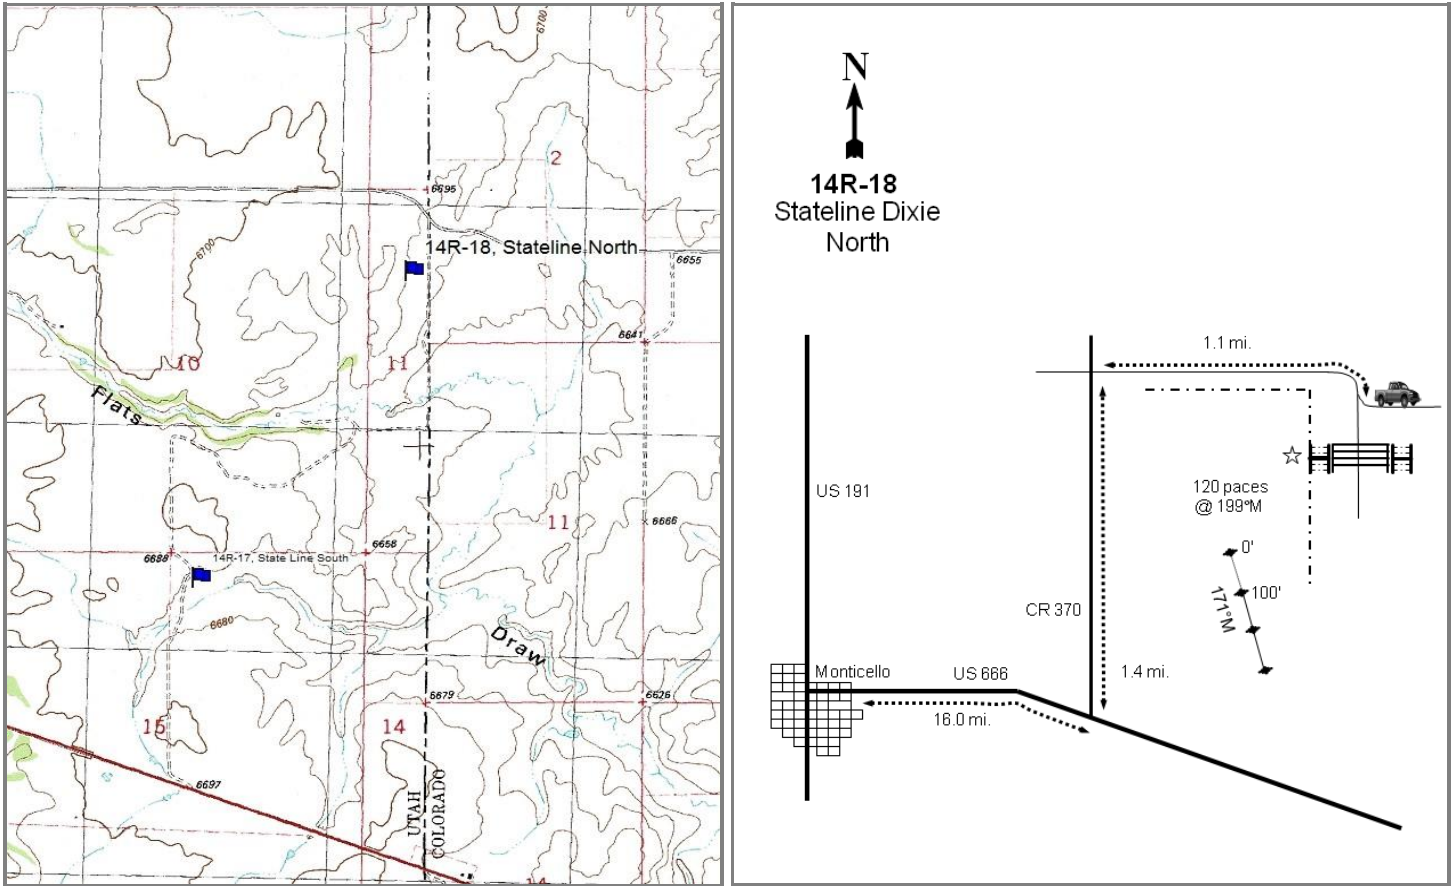 6700
2
6695
6700
14R-18, Stateline North
6655
6641
10
11
Flats
11
6666
6688
14R-17, State Line South
6658
6680
Draw
6679
6626
15
14
6697
UTAH
COLORADO
14
N
14R-18
Stateline Dixie
North
1.1 mi.
US 191
120 paces
@ 199°M
0'
100'
171°M
CR 370
Monticello
US 666
1.4 mi.
16.0 mi.